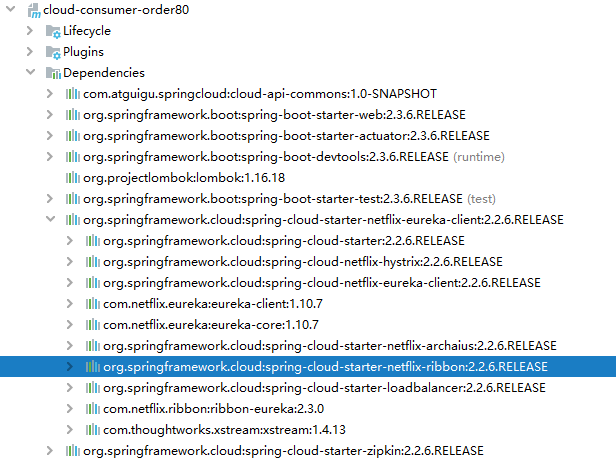 cloud-consumer-order80
Lifecycle
Plugins
Dependencies
com.atguigu.springcloud:cloud-api-commons:1.0-SNAPSHOT
org.springframework.boot:spring-boot-starter-web:2.3.6.RELEASE
org.springframework.boot:spring-boot-starter-actuator:2.3.6.RELEASE
org.springframework.boot:spring-boot-devtools:2.3.6.RELEASE (runtime)
org.projectlombok:lombok:1.16.18
org.springframework.boot:spring-boot-starter-test:2.3.6.RELEASE (test)
org.springframework.cloud:spring-cloud-starter-netflix-eureka-client:2.2.6.RELEASE
org.springframework.cloud:spring-cloud-starter:2.2.6.RELEASE
org.springframework.cloud:spring-cloud-netflix-hystrix:2.2.6.RELEASE
org.springframework.cloud:spring-cloud-netflix-eureka-client:2.2.6.RELEASE
com.netflix.eureka:eureka-client:1.10.7
com.netflix.eureka:eureka-core:1.10.7
org.springframework.cloud:spring-cloud-starter-netflix-archaius:2.2.6.RELEASE
org.springframework.cloud:spring-cloud-starter-netflix-ribbon:2.2.6.RELEASE
org.springframework.cloud:spring-cloud-starter-loadbalancer:2.2.6.RELEASE
com.netflix.ribbon:ribbon-eureka:2.3.0
com.thoughtworks.xstream:xstream:1.4.13
org.springframework.cloud:spring-cloud-starter-zipkin:2.2.6.RELEASE